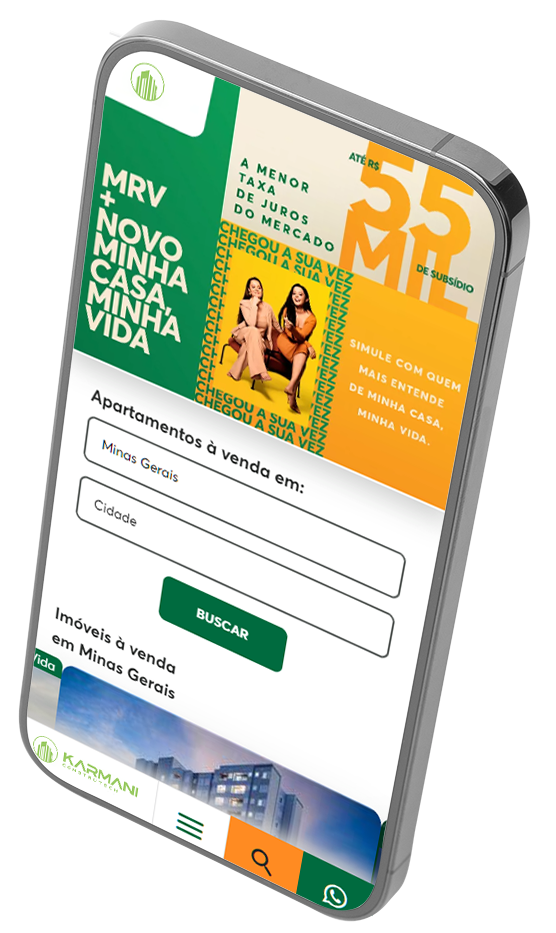 MRV
+
NOVO
MINHA
CASA,
MINHA
VIDA
A MENOR
TAXA
DE JUROS
DO MERCADO
ATÉ R$
55
MIL
DE SUBSÍDIO
CHEGOU A SUA VEZ
CHEGOU A SUA VEZ
CHEGOU A SUA VEZ
CHEGOU A SUA VEZ
SIMULE COM QUEM
MAIS ENTENDE
DE MINHA CASA,
MINHA VIDA.
Apartamentos à venda em:
Minas Gerais
Cidade
BUSCAR
Imóveis à venda
em Minas Gerais
Vida
KARMANI
CONSTRUTECH